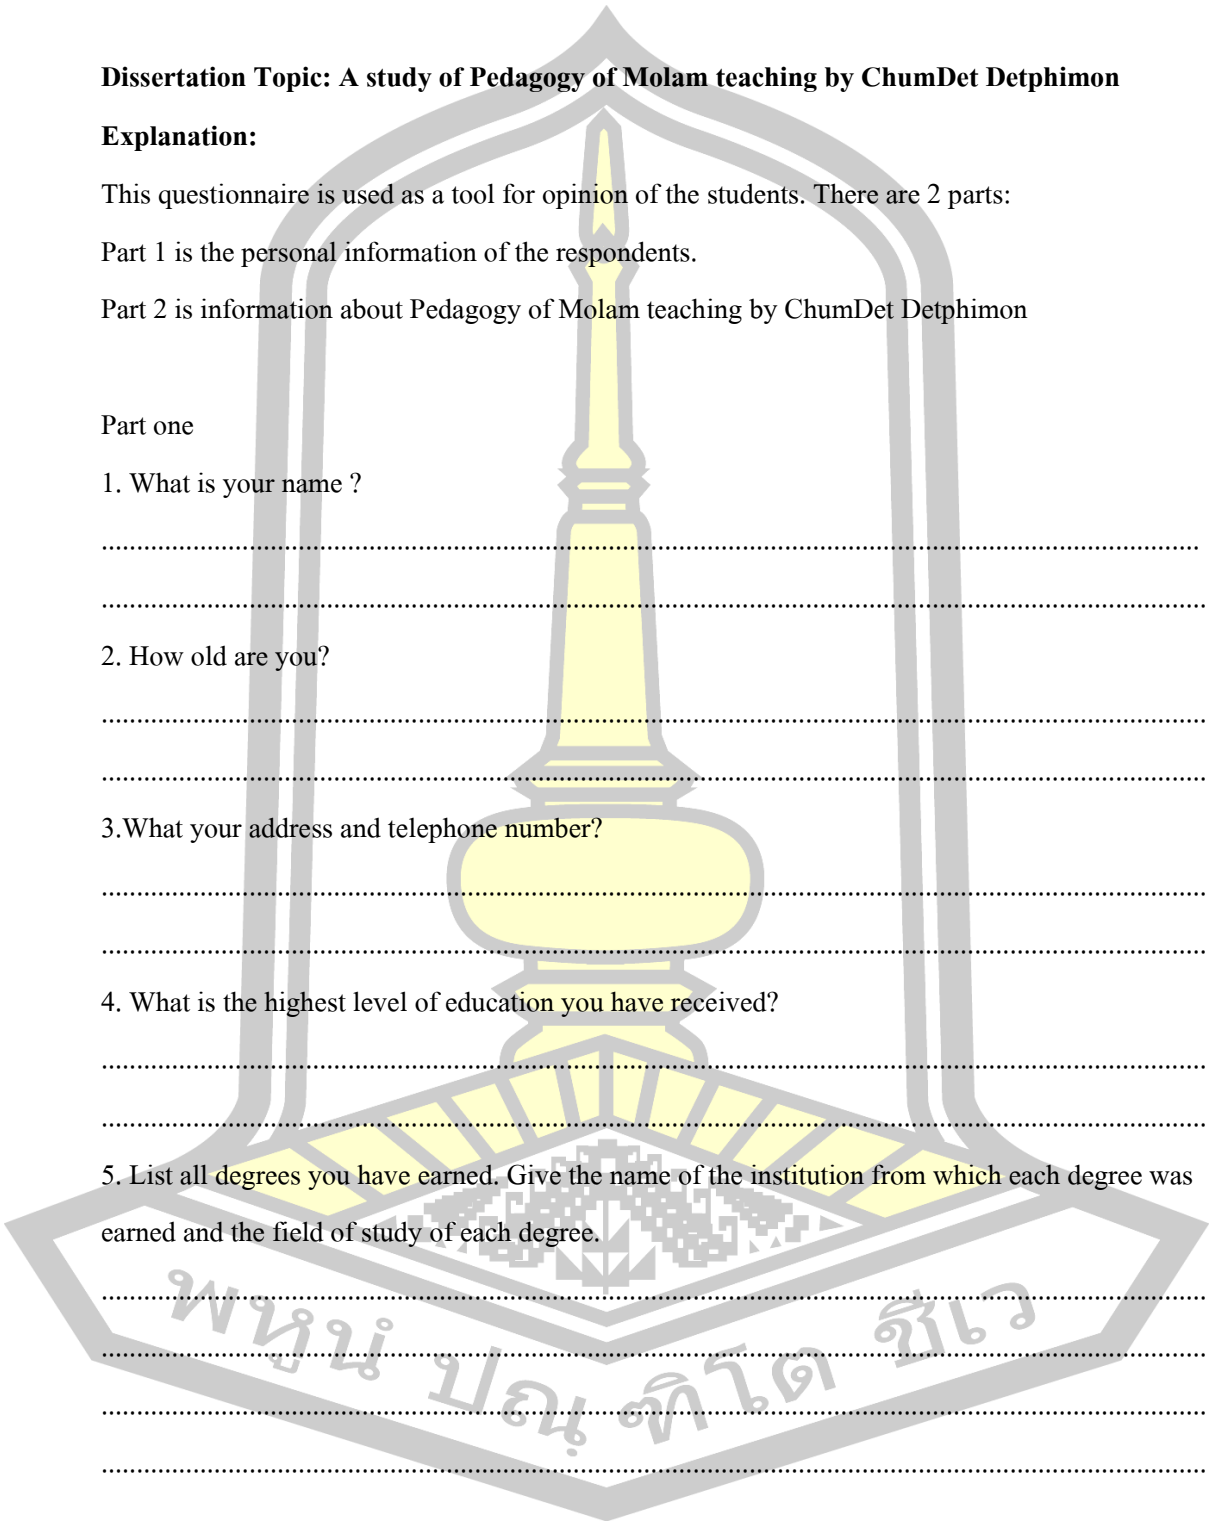 Dissertation Topic: A study of Pedagogy of Molam teaching by ChumDet Detphimon
Explanation:
This questionnaire is used as a tool for opinion of the students. There are 2 parts:
Part 1 is the personal information of the respondents.
Part 2 is information about Pedagogy of Molam teaching by ChumDet Detphimon
Part one
1. What is your name ?
2. How old are you?
3.What your address and telephone number?
4. What is the highest level of education you have received?
5. List all degrees you have earned. Give the name of the institution from which each degree was
earned and the field of study of each degree.
พหูนํ ปณฺฑิโต ชีเว